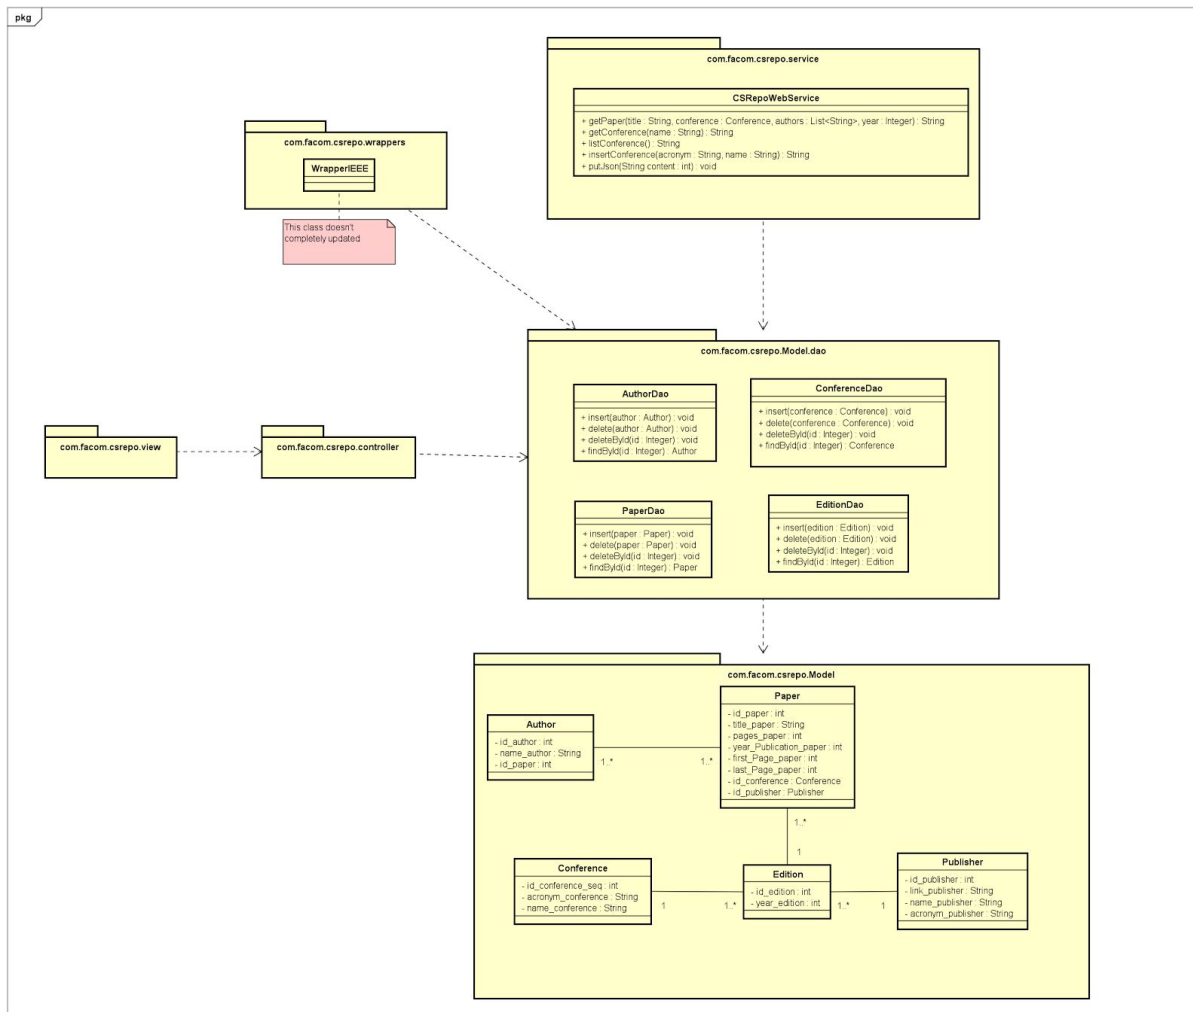 pkg
com.facom.csrepo.service
CSRepoWebService
+ getPaper(title : String, conference : Conference, authors : List<String>, year : Integer) : String
+ getConference(name : String) : String
+ listConference() : String
+ insertConference(acronym : String, name : String) : String
+ putJson(String content : int) : void
com.facom.csrepo.wrappers
WrapperIEEE
This class doesn't
completely updated
com.facom.csrepo.Model.dao
AuthorDao
+ insert(author : Author) : void
+ delete(author : Author) : void
+ deleteById(id : Integer) : void
+ findById(id : Integer) : Author
ConferenceDao
+ insert(conference : Conference) : void
+ delete(conference : Conference) : void
+ deleteById(id : Integer) : void
+ findById(id : Integer) : Conference
com.facom.csrepo.view
com.facom.csrepo.controller
PaperDao
+ insert(paper : Paper) : void
+ delete(paper : Paper) : void
+ deleteById(id : Integer) : void
+ findById(id : Integer) : Paper
EditionDao
+ insert(edition : Edition) : void
+ delete(edition : Edition) : void
+ deleteById(id : Integer) : void
+ findById(id : Integer) : Edition
com.facom.csrepo.Model
Paper
- id_paper : int
- title_paper : String
- pages_paper : int
- year_Publication_paper : int
- first_Page_paper : int
- last_Page_paper : int
- id_conference : Conference
- id_publisher : Publisher
Author
- id_author : int
- name_author : String
- id_paper : int
1..*
1..*
1..*
1
Conference
- id_conference_seq : int
- acronym_conference : String
- name_conference : String
1
1..*
Edition
- id_edition : int
- year_edition : int
1..*
1
Publisher
- id_publisher : int
- link_publisher : String
- name_publisher : String
- acronym_publisher : String